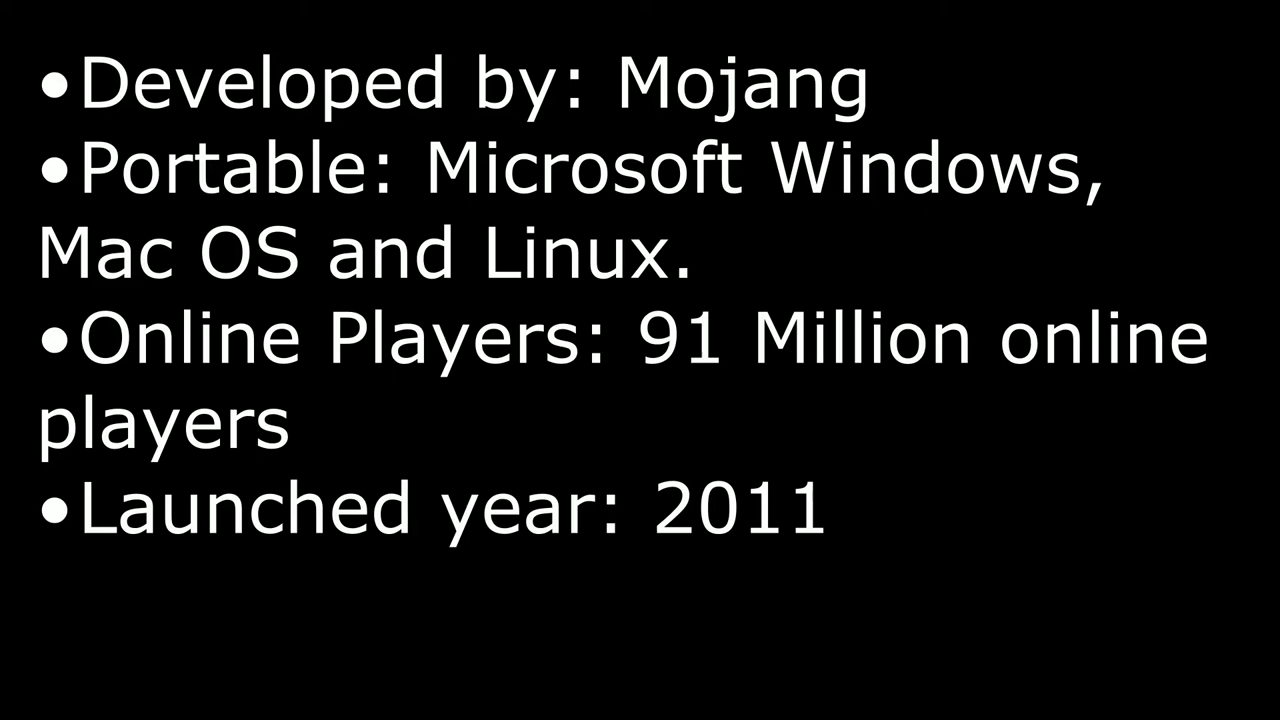 •Developed by: Mojang
•Portable: Microsoft Windows,
Mac OS and Linux.
•Online Players: 91 Million online
players
•Launched year: 2011